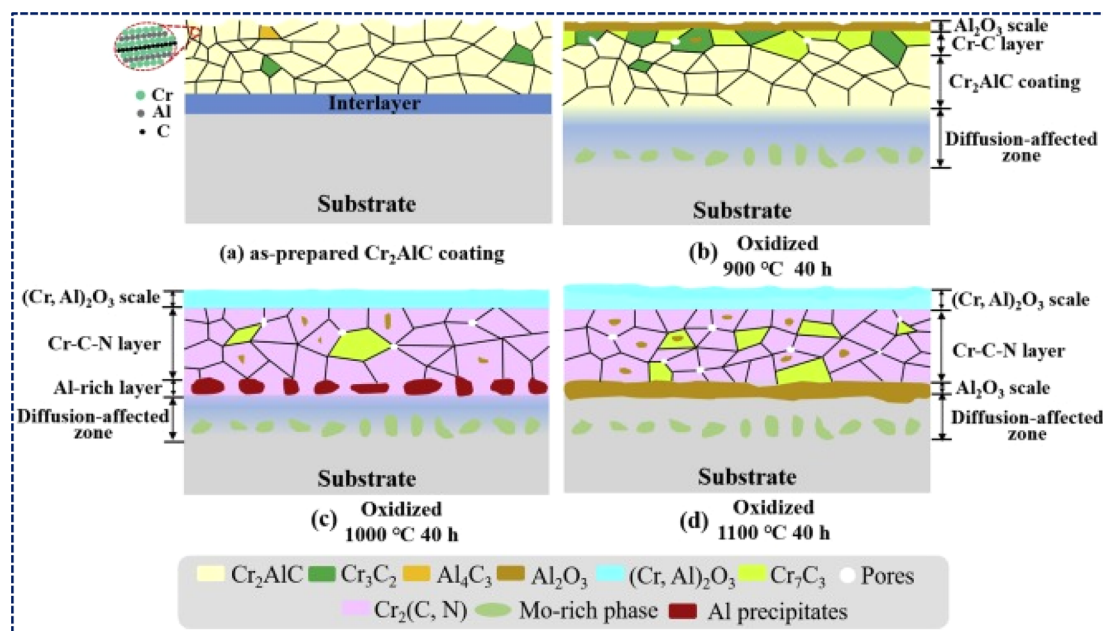 Cr
Al
C
Interlayer
Substrate
(a) as-prepared Cr₂AlC coating
Al₂O₃ scale
Cr-C layer
Cr₂AlC coating
Diffusion-affected
zone
Substrate
(b) Oxidized
900 °C 40 h
(Cr, Al)₂O₃ scale
Cr-C-N layer
Al-rich layer
Diffusion-affected
zone
Substrate
(c) Oxidized
1000 °C 40 h
(Cr, Al)₂O₃ scale
Cr-C-N layer
Al₂O₃ scale
Diffusion-affected
zone
Substrate
(d) Oxidized
1100 °C 40 h
Cr₂AlC Cr₃C₂ Al₄C₃ Al₂O₃ (Cr, Al)₂O₃ Cr₇C₃ Pores
Cr₂(C, N) Mo-rich phase Al precipitates